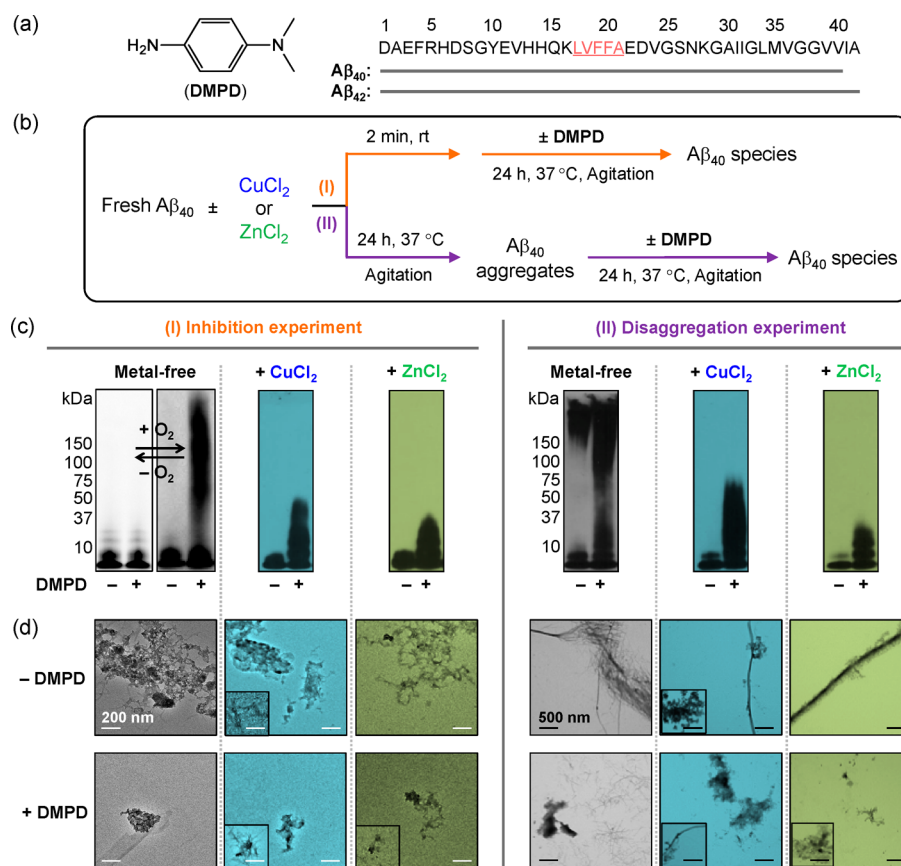 (a)
H₂N
N
(DMPD)
1 5 10 15 20 25 30 35 40
DAEFRHDSGYEVHHQKLVFFAEDVGSNKGAIIGLMVGGVVIA
Aβ₄₀:
Aβ₄₂:
(b)
Fresh Aβ₄₀ ± CuCl₂ or ZnCl₂
(I)
(II)
2 min, rt
± DMPD
24 h, 37 °C, Agitation
Aβ₄₀ species
24 h, 37 °C
Agitation
Aβ₄₀ aggregates
± DMPD
24 h, 37 °C, Agitation
Aβ₄₀ species
(c)
(I) Inhibition experiment
(II) Disaggregation experiment
Metal-free + CuCl₂ + ZnCl₂ Metal-free + CuCl₂ + ZnCl₂
kDa kDa
+ O₂
− O₂
150 150
100 100
75 75
50 50
37 37
10 10
DMPD − + − + − + − + − + − + − +
(d)
− DMPD
200 nm 500 nm
+ DMPD